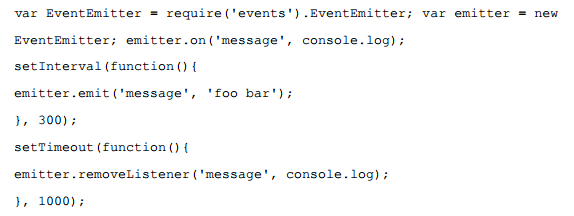 var EventEmitter = require('events').EventEmitter; var emitter = new
EventEmitter; emitter.on('message', console.log);
setInterval(function(){
emitter.emit('message', 'foo bar');
}, 300);
setTimeout(function(){
emitter.removeListener('message', console.log);
}, 1000);